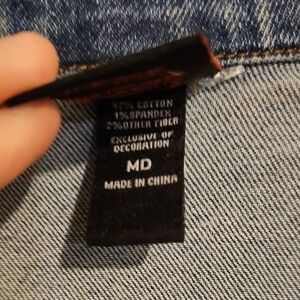 97% COTTON
1% SPANDEX
2% OTHER FIBER
EXCLUSIVE OF
DECORATION
MD
MADE IN CHINA